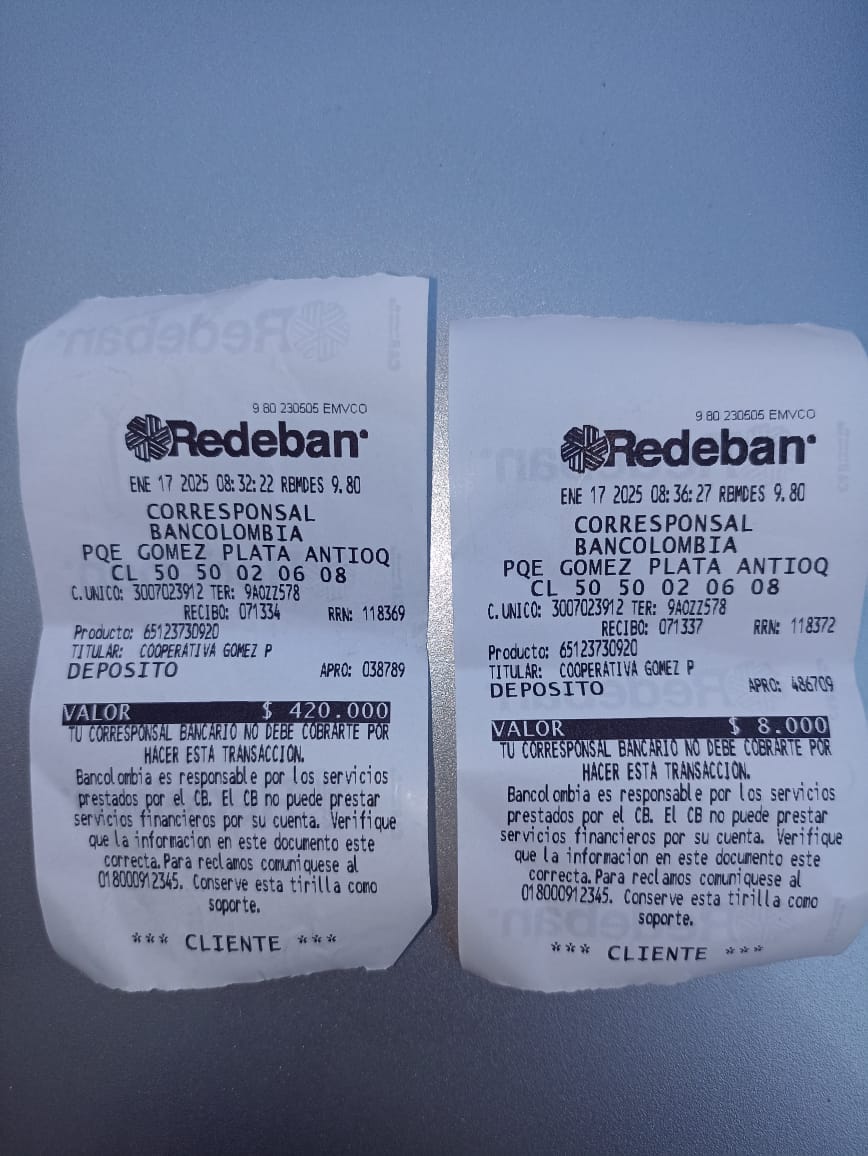 9 80 230505 EMVCO
Redeban
ENE 17 2025 08:32:22 RBMDES 9.80
CORRESPONSAL
BANCOLOMBIA
PQE GOMEZ PLATA ANTIOQ
CL 50 50 02 06 08
C.UNICO: 3007023912 TER: 9AOZZ578
RECIBO: 071334 RRN: 118369
Producto: 65123730920
TITULAR: COOPERATIVA GOMEZ P
DEPOSITO APRO: 038789
VALOR $ 420.000
TU CORRESPONSAL BANCARIO NO DEBE COBRARTE POR
HACER ESTA TRANSACCION.
Bancolombia es responsable por los servicios
prestados por el CB. El CB no puede prestar
servicios financieros por su cuenta. Verifique
que la informacion en este documento este
correcta.Para reclamos comuniquese al
018000912345. Conserve esta tirilla como
soporte.
*** CLIENTE ***
9 80 230505 EMVCO
Redeban
ENE 17 2025 08:36:27 RBMDES 9.80
CORRESPONSAL
BANCOLOMBIA
PQE GOMEZ PLATA ANTIOQ
CL 50 50 02 06 08
C.UNICO: 3007023912 TER: 9AOZZ578
RECIBO: 071337 RRN: 118372
Producto: 65123730920
TITULAR: COOPERATIVA GOMEZ P
DEPOSITO APRO: 486709
VALOR $ 8.000
TU CORRESPONSAL BANCARIO NO DEBE COBRARTE POR
HACER ESTA TRANSACCION.
Bancolombia es responsable por los servicios
prestados por el CB. El CB no puede prestar
servicios financieros por su cuenta. Verifique
que la informacion en este documento este
correcta.Para reclamos comuniquese al
018000912345. Conserve esta tirilla como
soporte.
*** CLIENTE ***